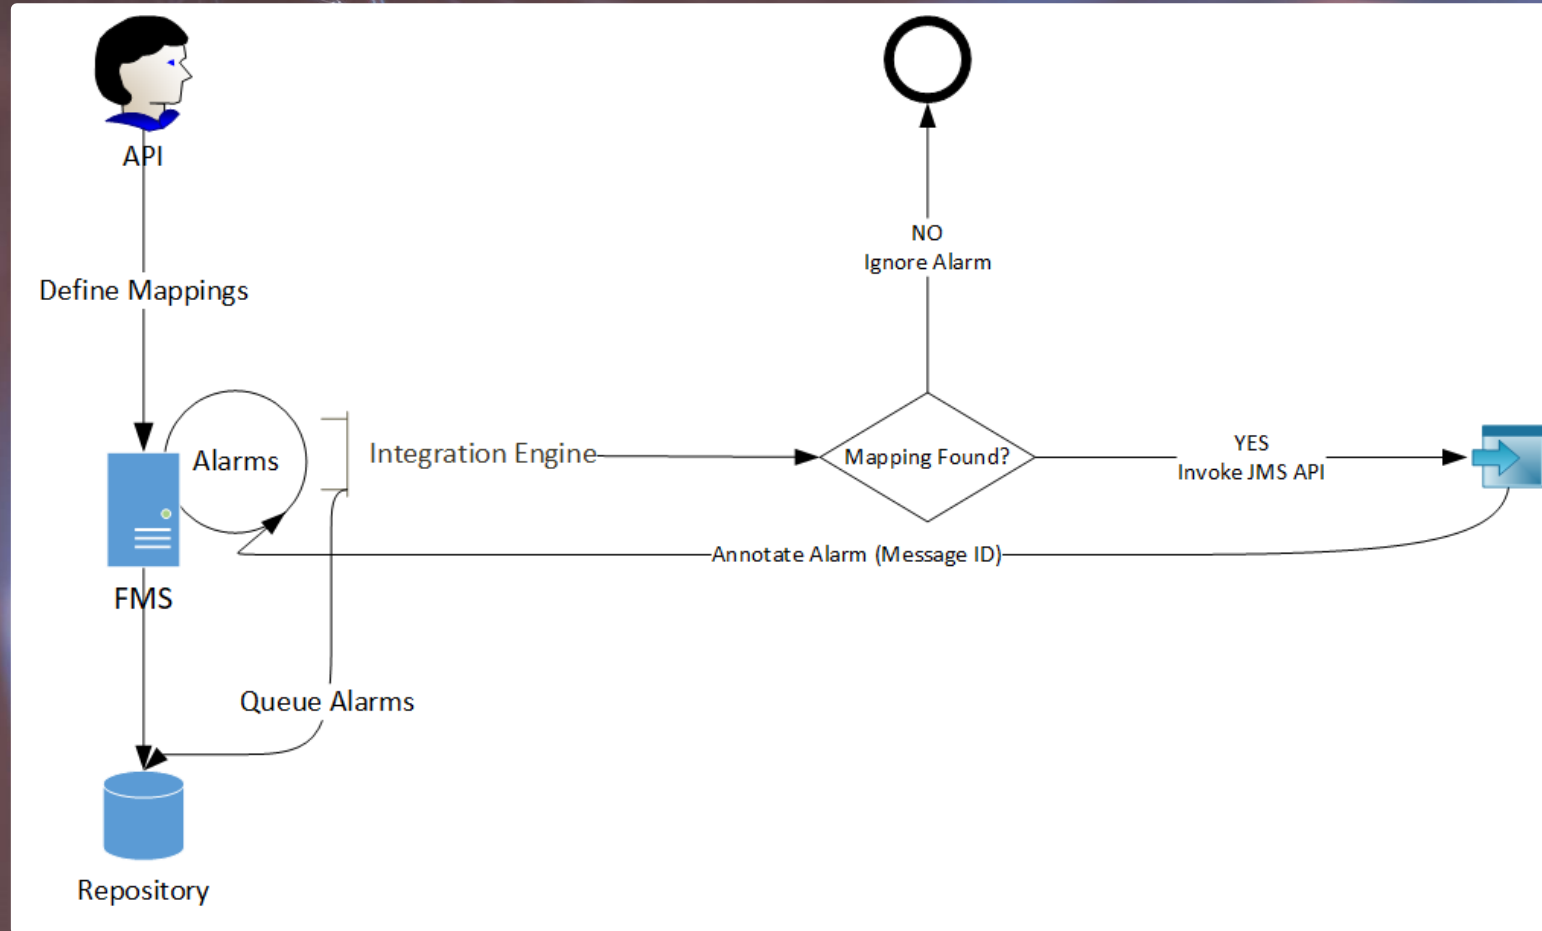 API
Define Mappings
NO
Ignore Alarm
Alarms
Integration Engine
Mapping Found?
YES
Invoke JMS API
Annotate Alarm (Message ID)
FMS
Queue Alarms
Repository